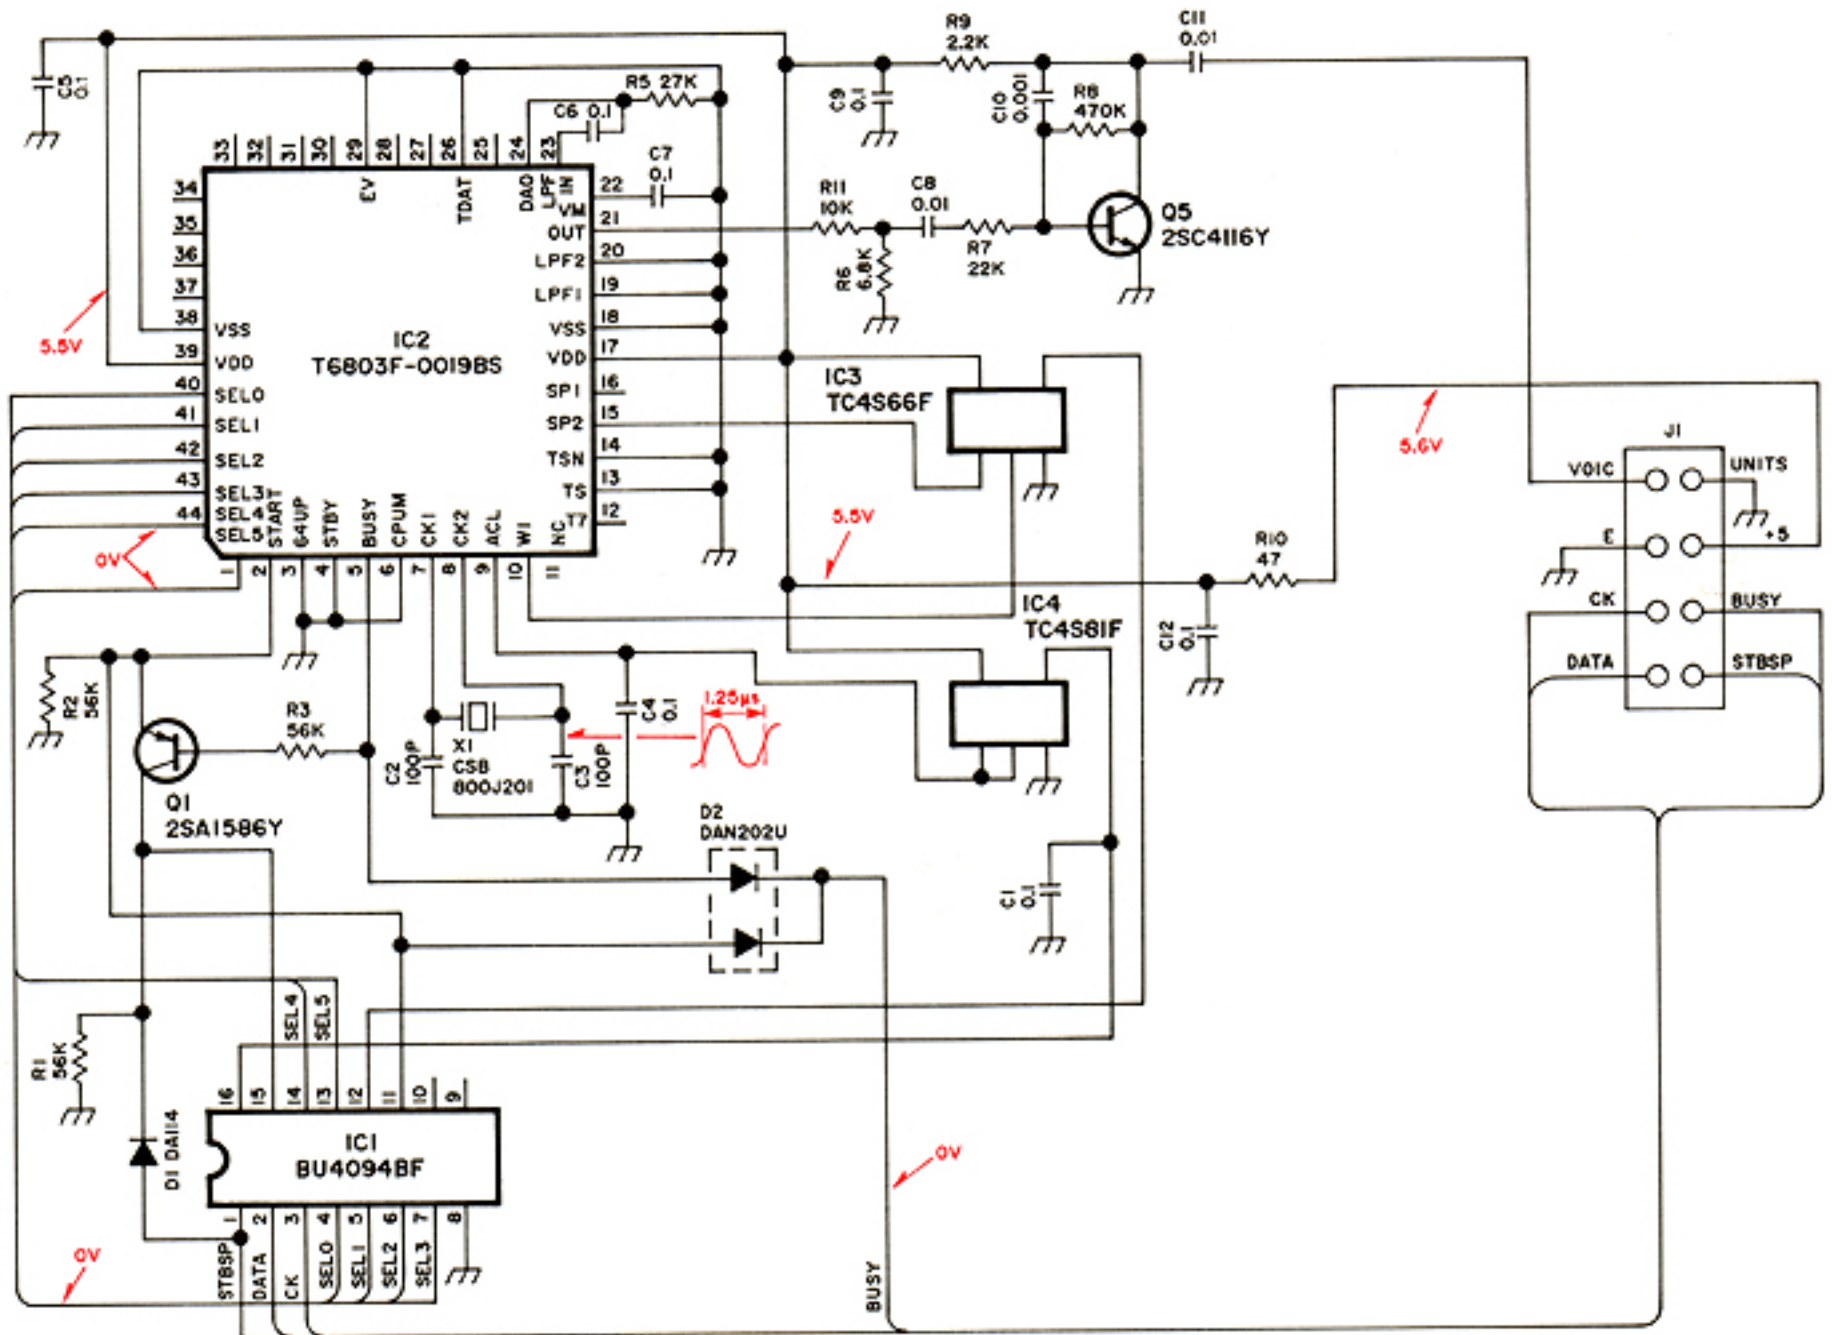 C5
0.1
5.5V
33
32
31
30
29
28
27
26
25
24
23
EV
TDAT
DAO
LPF
IN
C6 0.1
R5 27K
C7
0.1
34
35
36
37
38 VSS
39 VDD
40 SEL0
41 SEL1
42 SEL2
43 SEL3
44 SEL4
SEL5
IC2
T6803F-0019BS
VM 22
OUT 21
LPF2 20
LPF1 19
VSS 18
VDD 17
SP1 16
SP2 15
TSN 14
TS 13
T7 12
START
64UP
STBY
BUSY
CPUM
CK1
CK2
ACL
W1
NC
1
2
3
4
5
6
7
8
9
10
11
0V
R9
2.2K
C11
0.01
C9
0.1
C10
0.001
R8
470K
R11
10K
C8
0.01
R6
6.8K
R7
22K
Q5
2SC4116Y
IC3
TC4S66F
5.5V
5.6V
R10
47
C12
0.1
IC4
TC4S81F
J1
VOIC
UNITS
E
+5
CK
BUSY
DATA
STBSP
R2
56K
R3
56K
Q1
2SA1586Y
C2
100P
X1
CSB
800J201
C3
100P
C4
0.1
1.25µs
D2
DAN202U
C1
0.1
R1
56K
D1 DA114
SEL4
SEL5
16
15
14
13
12
11
10
9
IC1
BU4094BF
1
2
3
4
5
6
7
8
STBSP
DATA
CK
SEL0
SEL1
SEL2
SEL3
0V
BUSY
0V